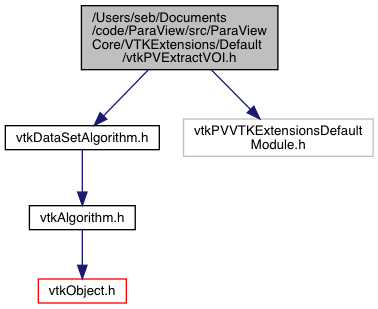 /Users/seb/Documents
/code/ParaView/src/ParaView
Core/VTKExtensions/Default
/vtkPVExtractVOI.h
vtkDataSetAlgorithm.h
vtkPVVTKExtensionsDefault
Module.h
vtkAlgorithm.h
vtkObject.h